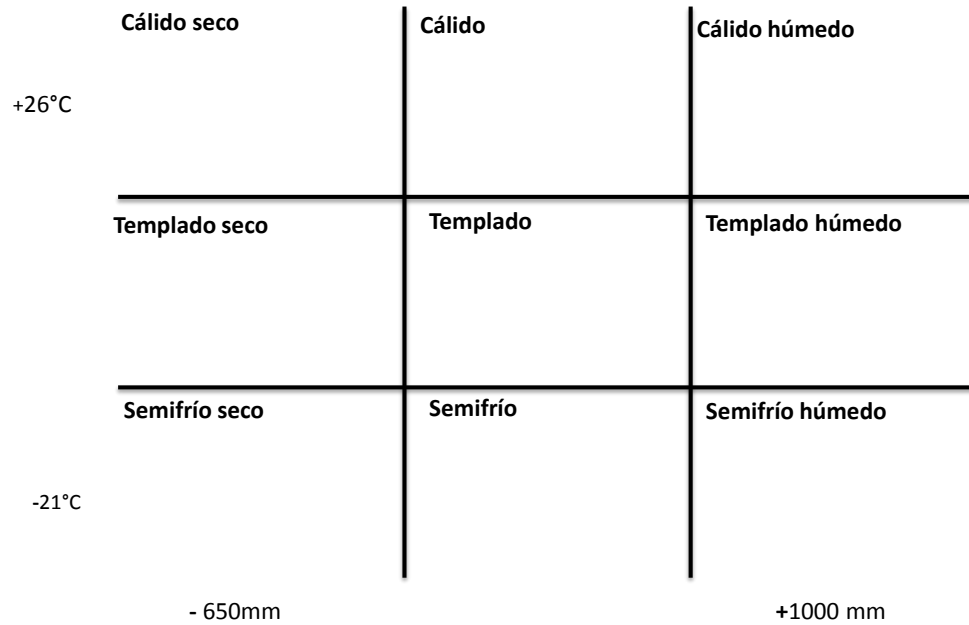 Cálido seco
Cálido
Cálido húmedo
+26°C
Templado seco
Templado
Templado húmedo
Semifrío seco
Semifrío
Semifrío húmedo
-21°C
- 650mm
+1000 mm